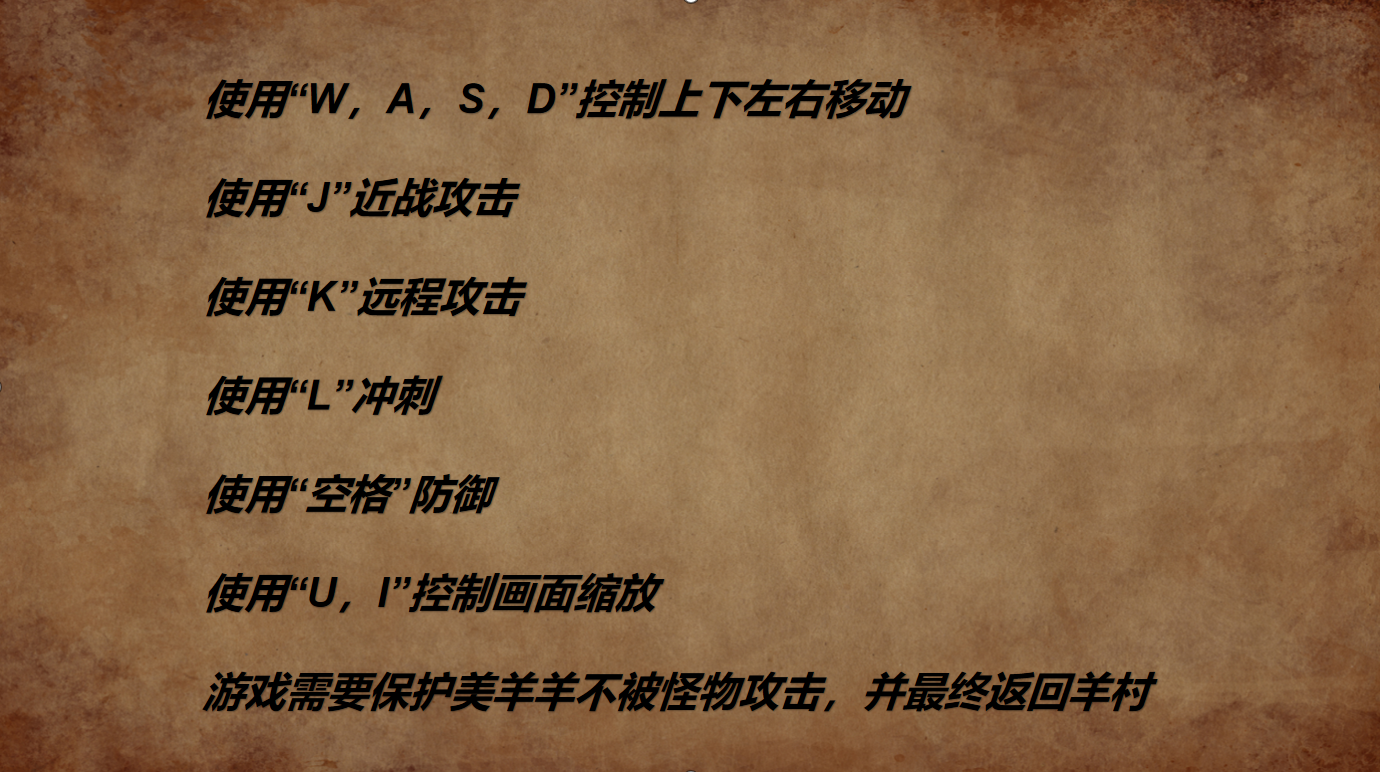 使用“W，A，S，D”控制上下左右移动
使用“J”近战攻击
使用“K”远程攻击
使用“L”冲刺
使用“空格”防御
使用“U，I”控制画面缩放
游戏需要保护美羊羊不被怪物攻击，并最终返回羊村